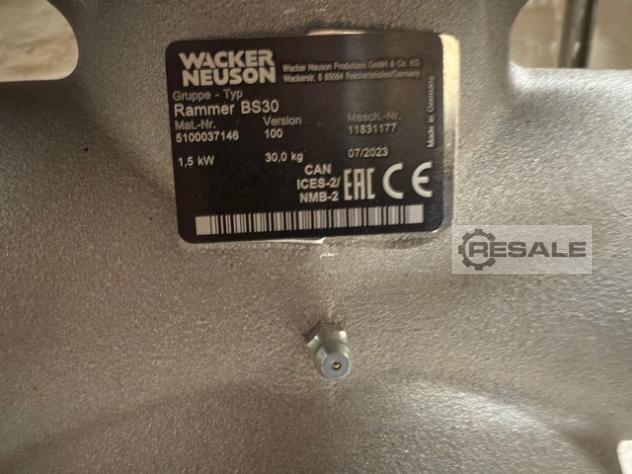 WACKER
NEUSON
Wacker Neuson Produktion GmbH & Co. KG
Wackerstr. 6 85084 Reichertshofen/Germany
Gruppe - Typ
Rammer BS30
Mat.-Nr. Version Masch.-Nr.
5100037146 100 11831177
1,5 kW 30,0 kg 07/2023
CAN
ICES-2/
NMB-2
EAC CE
Made in Germany
RESALE